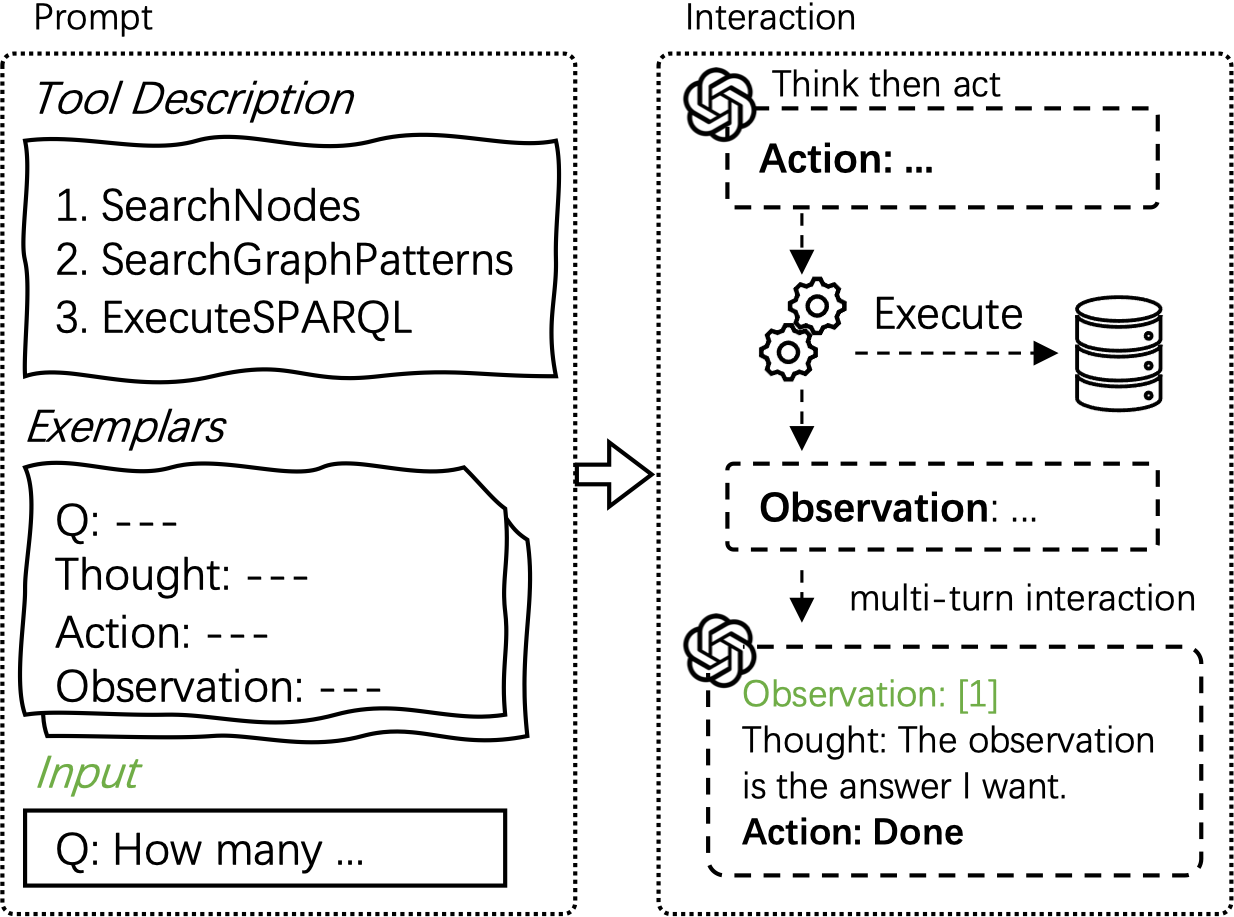 Prompt
Tool Description
1. SearchNodes
2. SearchGraphPatterns
3. ExecuteSPARQL
Exemplars
Q: ---
Thought: ---
Action: ---
Observation: ---
Input
Q: How many ...
Interaction
Think then act
Action: ...
Execute
Observation: ...
multi-turn interaction
Observation: [1]
Thought: The observation
is the answer I want.
Action: Done